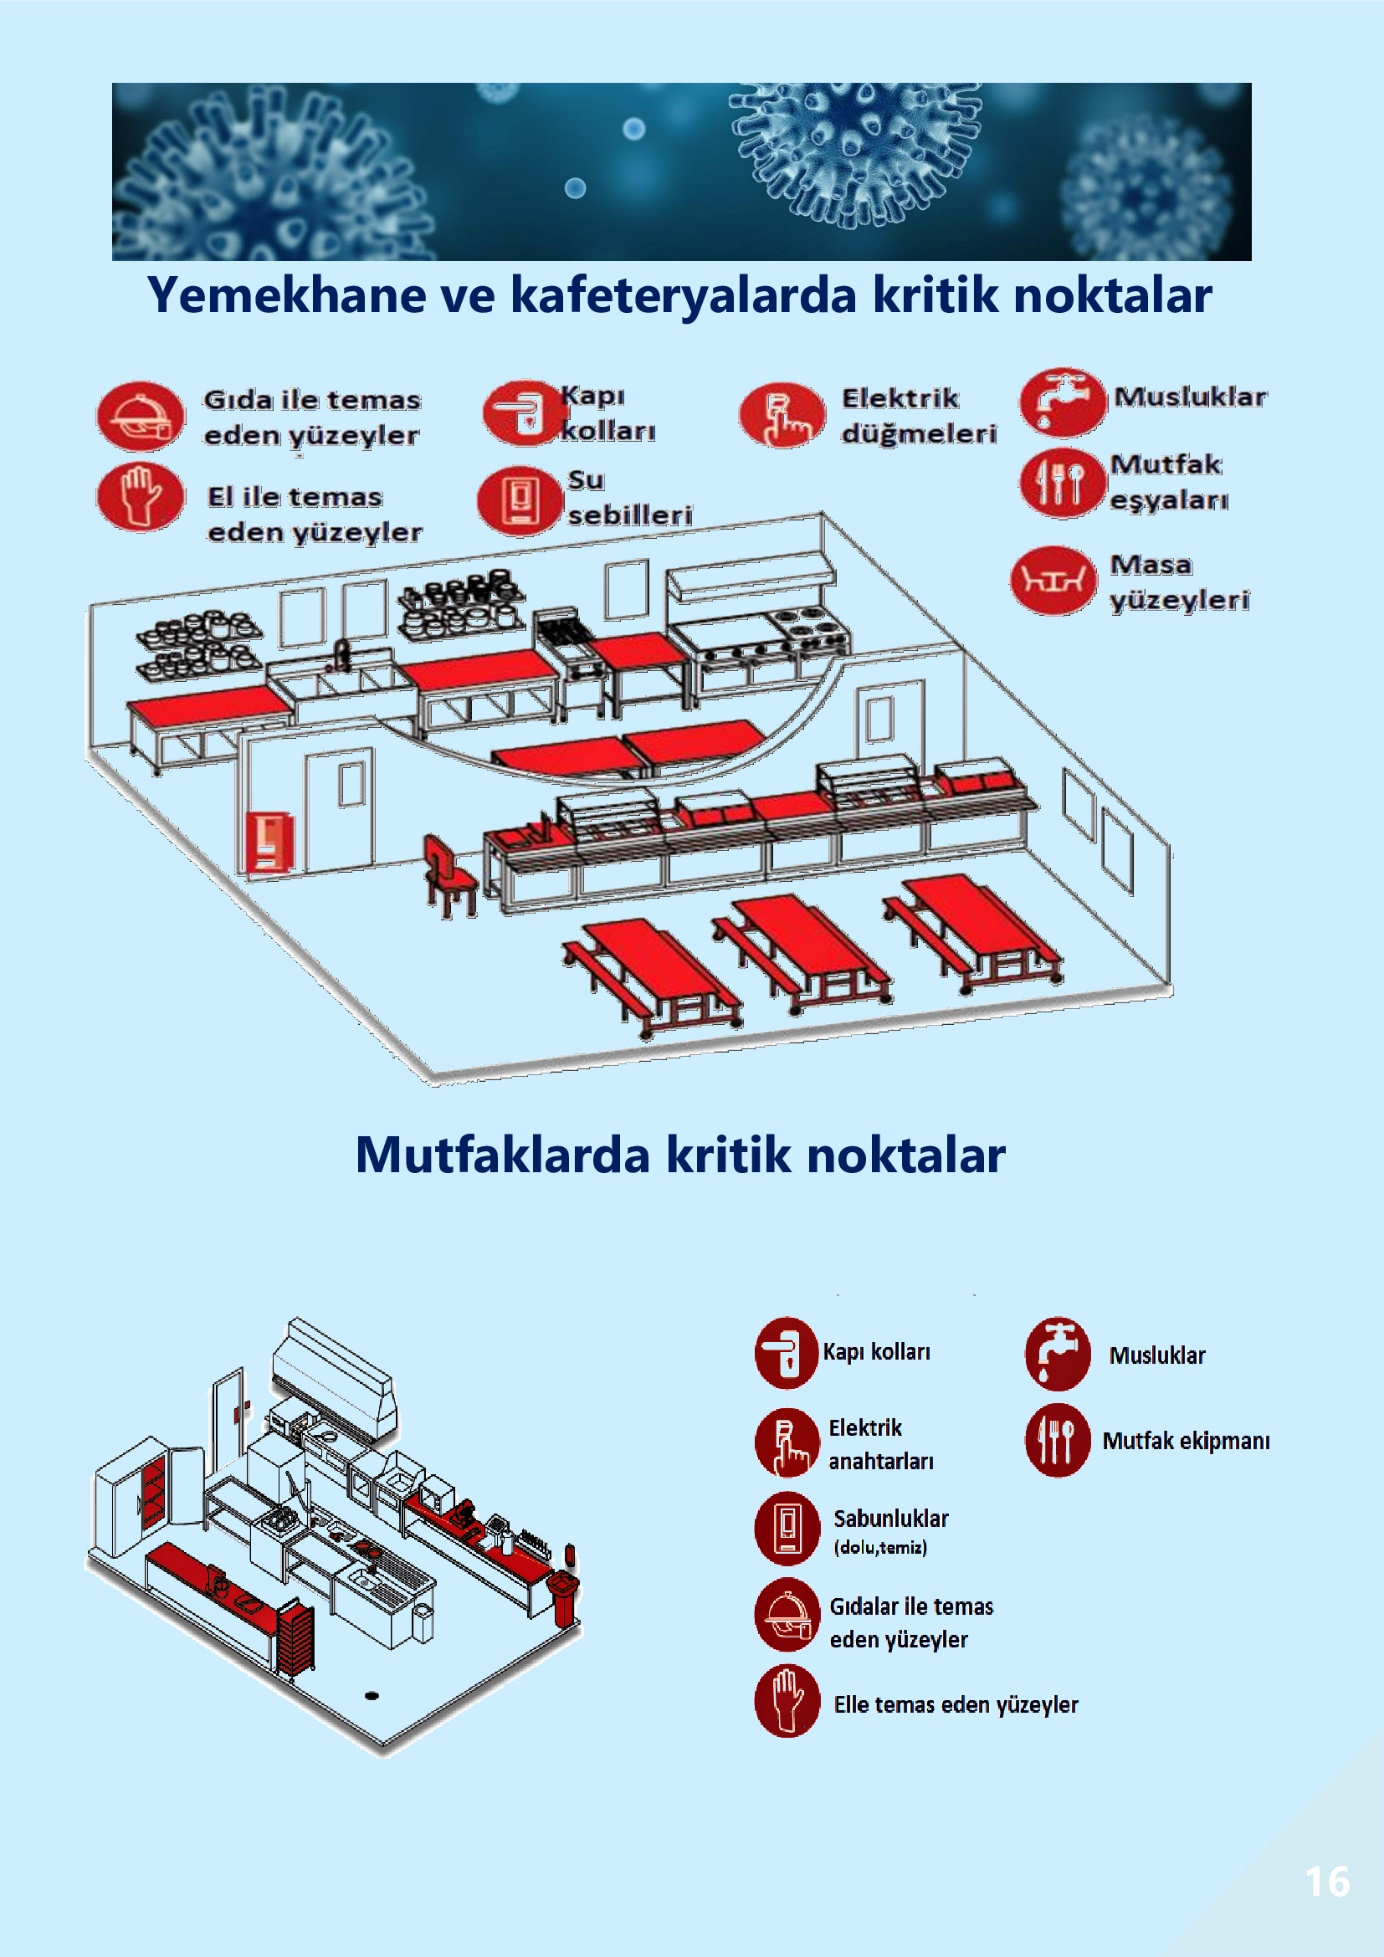 Yemekhane ve kafeteryalarda kritik noktalar
Gıda ile temas
eden yüzeyler
El ile temas
eden yüzeyler
Kapı
kolları
Su
sebilleri
Elektrik
düğmeleri
Musluklar
Mutfak
eşyaları
Masa
yüzeyleri
Mutfaklarda kritik noktalar
Kapı kolları
Elektrik
anahtarları
Sabunluklar
(dolu,temiz)
Gıdalar ile temas
eden yüzeyler
Elle temas eden yüzeyler
Musluklar
Mutfak ekipmanı
16